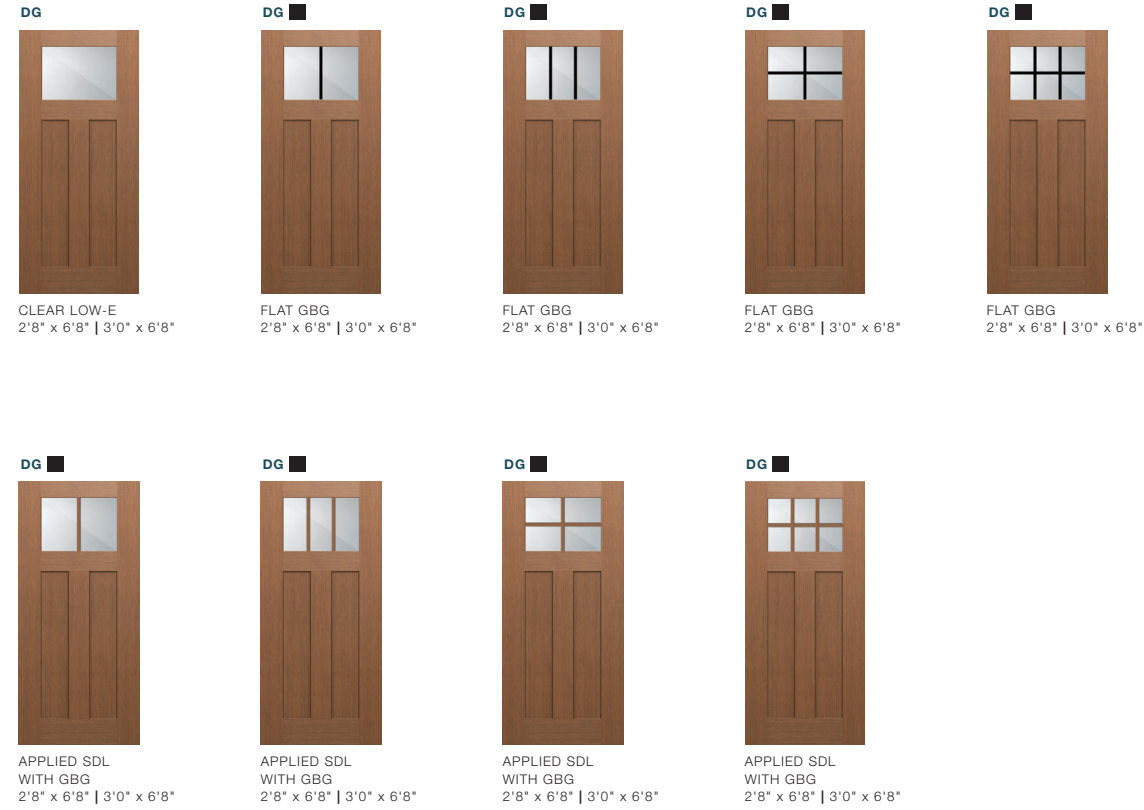 DG
DG
DG
DG
DG
CLEAR LOW-E
2'8" x 6'8" | 3'0" x 6'8"
FLAT GBG
2'8" x 6'8" | 3'0" x 6'8"
FLAT GBG
2'8" x 6'8" | 3'0" x 6'8"
FLAT GBG
2'8" x 6'8" | 3'0" x 6'8"
FLAT GBG
2'8" x 6'8" | 3'0" x 6'8"
DG
DG
DG
DG
APPLIED SDL
WITH GBG
2'8" x 6'8" | 3'0" x 6'8"
APPLIED SDL
WITH GBG
2'8" x 6'8" | 3'0" x 6'8"
APPLIED SDL
WITH GBG
2'8" x 6'8" | 3'0" x 6'8"
APPLIED SDL
WITH GBG
2'8" x 6'8" | 3'0" x 6'8"